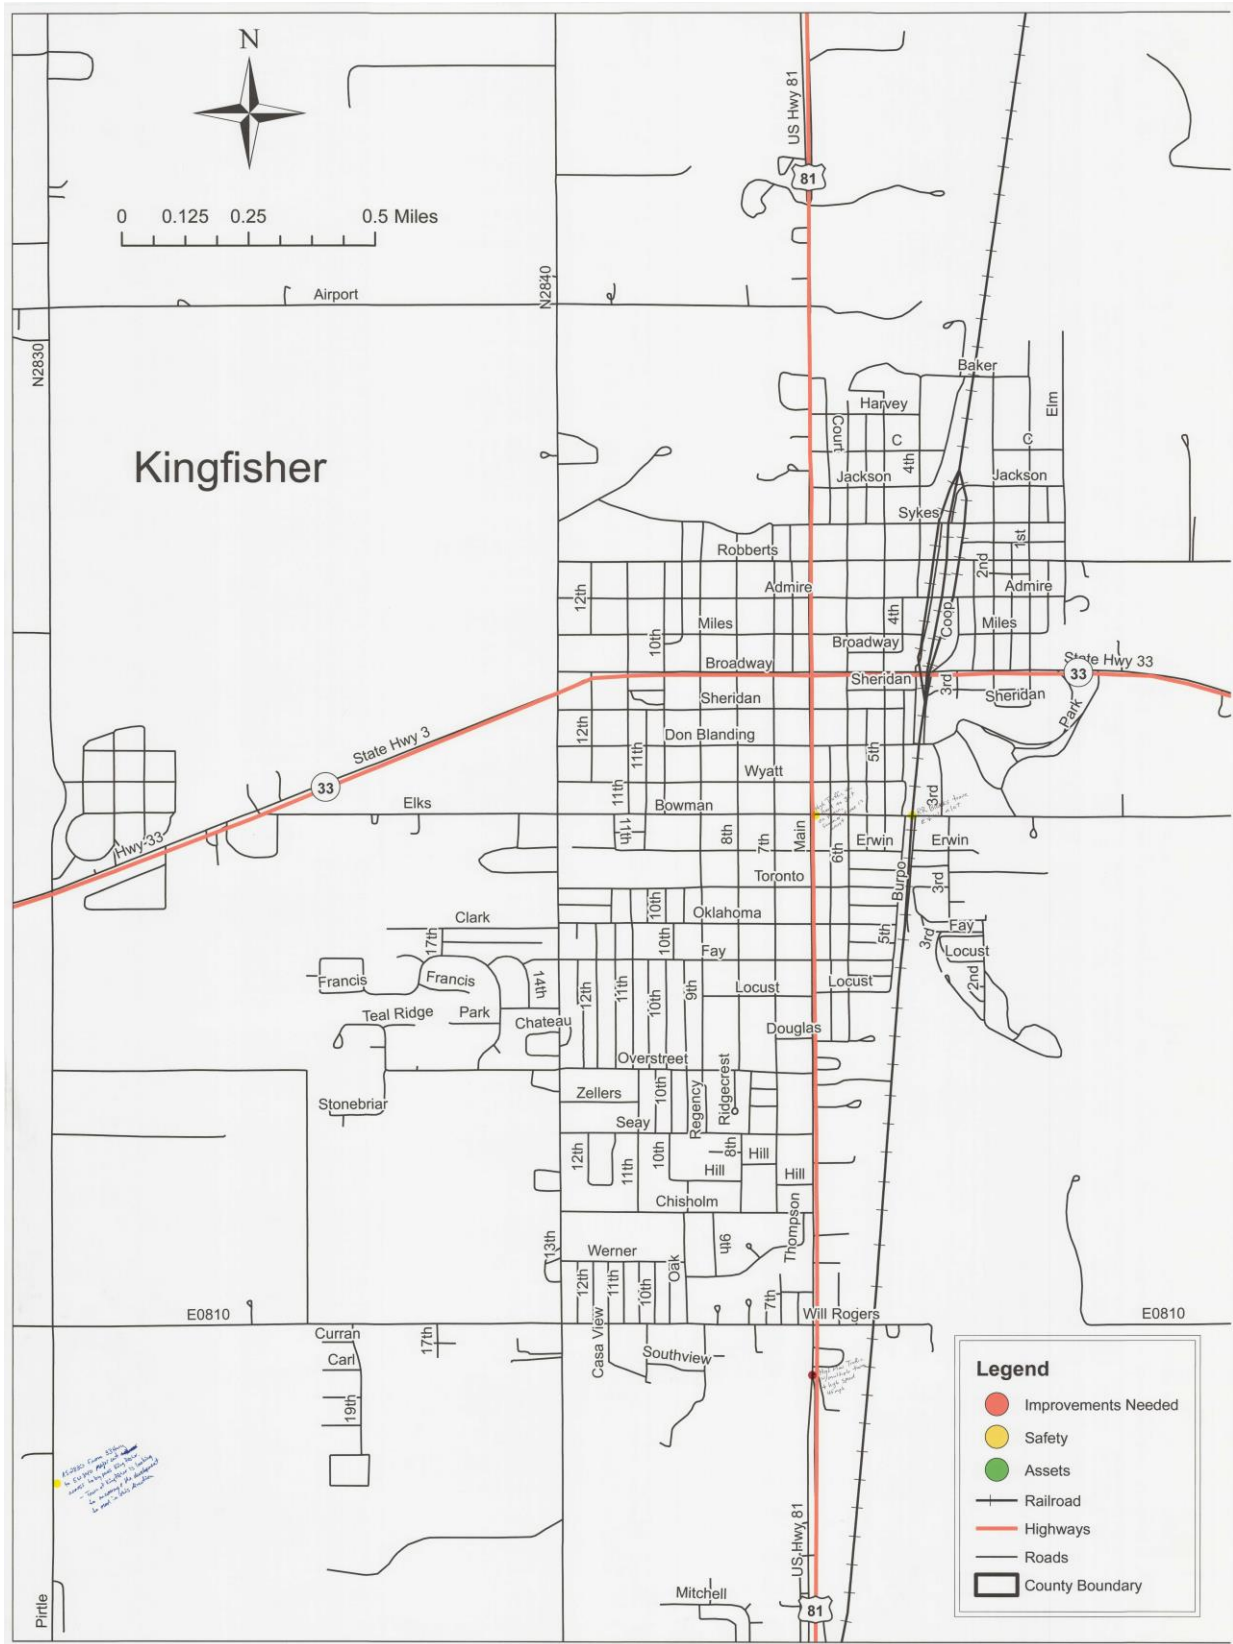 N
US Hwy 81
81
0 0.125 0.25 0.5 Miles
N2840
Airport
N2830
Baker
Elm
Harvey
Court
C
C
4th
Kingfisher
Jackson
Jackson
Sykes
1st
Robberts
2nd
Admire
Admire
12th
4th
Coop
Miles
Miles
10th
Broadway
Broadway
State Hwy 33
33
Sheridan
3rd
Sheridan
Sheridan
Park
12th
State Hwy 3
Don Blanding
11th
5th
Wyatt
33
11th
3rd
Elks
Bowman
11th
8th
7th
Main
6th
Erwin
Erwin
Hwy-33
Toronto
Burpo
3rd
10th
Oklahoma
Clark
17th
10th
Fay
5th
3rd
Fay
Locust
2nd
Francis
Francis
14th
12th
11th
10th
9th
Locust
Locust
Teal Ridge
Park
Chateau
Douglas
Overstreet
Zellers
10th
Regency
Ridgecrest
Stonebriar
Seay
12th
11th
10th
8th
Hill
Hill
Hill
Chisholm
Thompson
13th
Werner
9th
Oak
12th
11th
10th
7th
E0810
Will Rogers
E0810
Curran
17th
Casa View
Southview
Carl
19th
Legend
Improvements Needed
Safety
Assets
Railroad
Highways
Roads
County Boundary
US Hwy 81
Mitchell
81
Pirtle